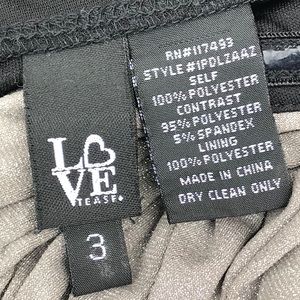 LOVE
TEASE
3
RN#117493
STYLE #1PDLZAAZ
SELF
100% POLYESTER
CONTRAST
95% POLYESTER
5% SPANDEX
LINING
100% POLYESTER
MADE IN CHINA
DRY CLEAN ONLY